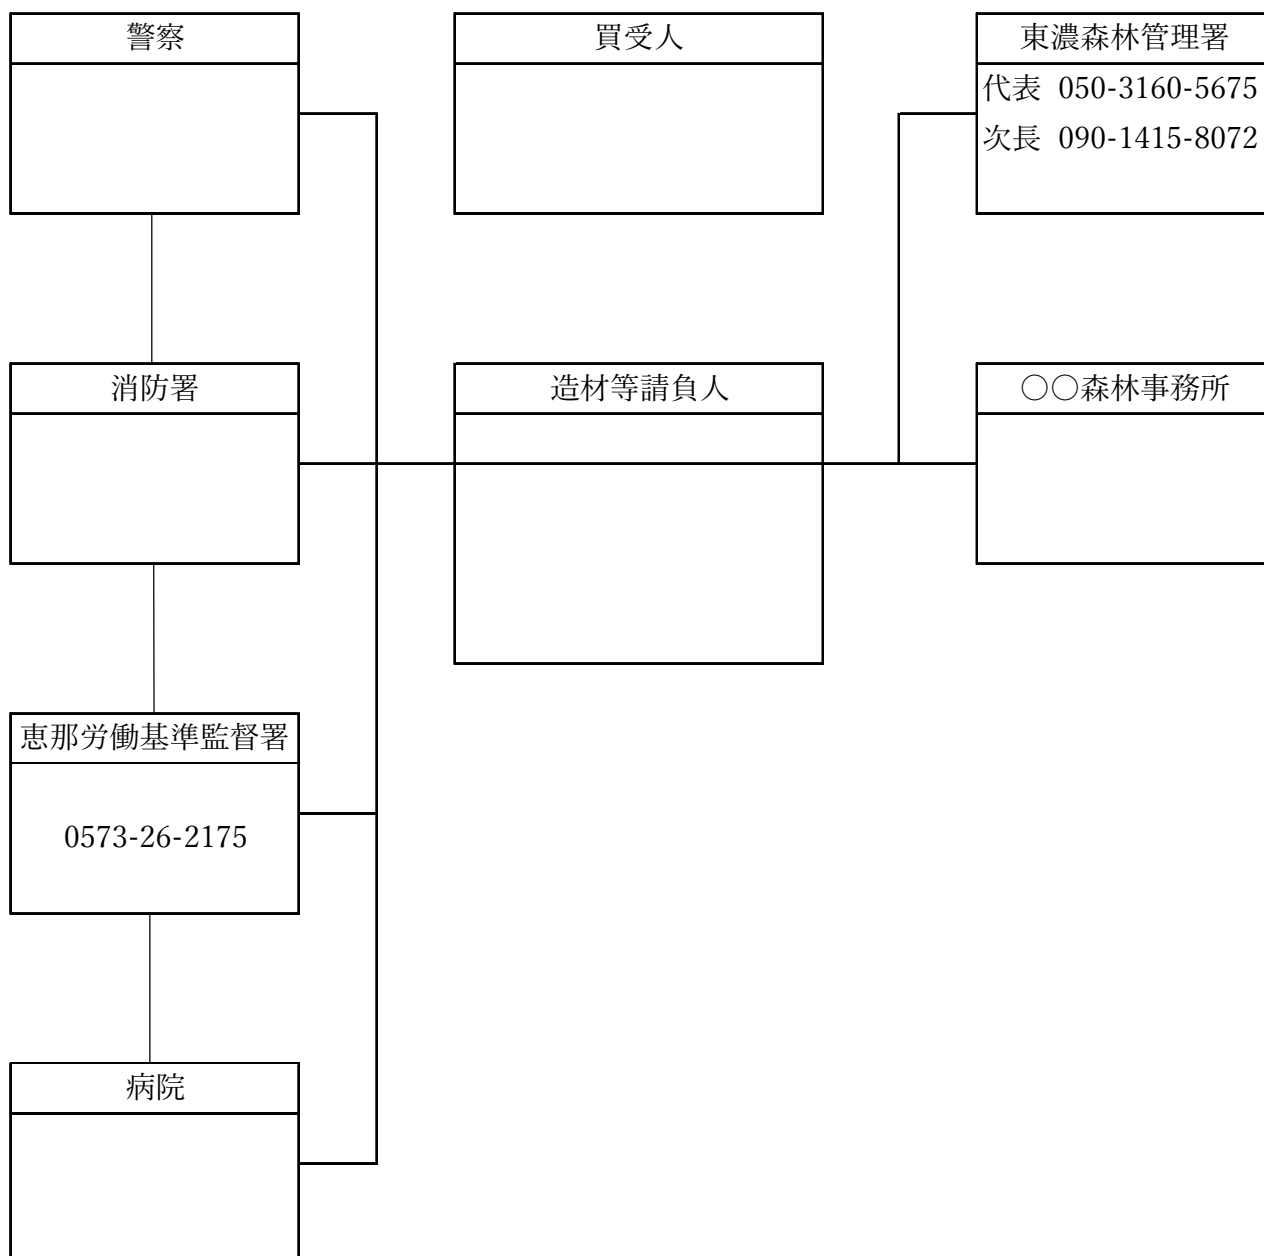 警察
買受人
東濃森林管理署
代表 050-3160-5675
次長 090-1415-8072
消防署
造材等請負人
○○森林事務所
恵那労働基準監督署
0573-26-2175
病院